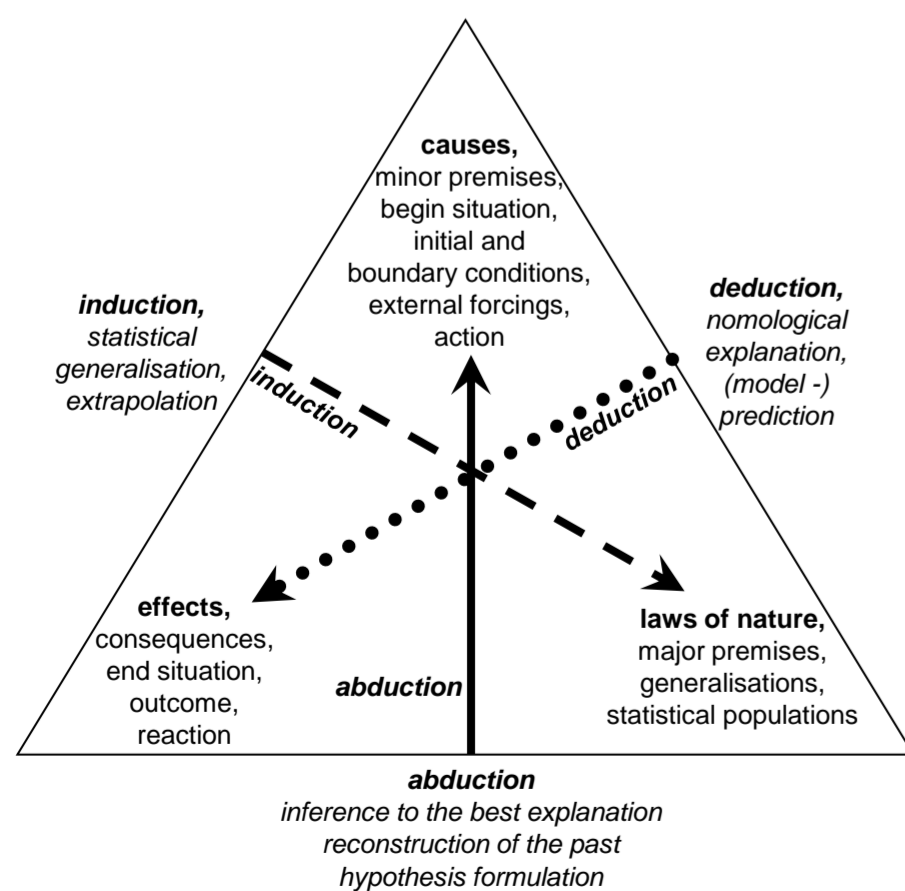 causes,
minor premises,
begin situation,
initial and
boundary conditions,
external forcings,
action
induction,
statistical
generalisation,
extrapolation
deduction,
nomological
explanation,
(model -)
prediction
induction
deduction
effects,
consequences,
end situation,
outcome,
reaction
abduction
laws of nature,
major premises,
generalisations,
statistical populations
abduction
inference to the best explanation
reconstruction of the past
hypothesis formulation